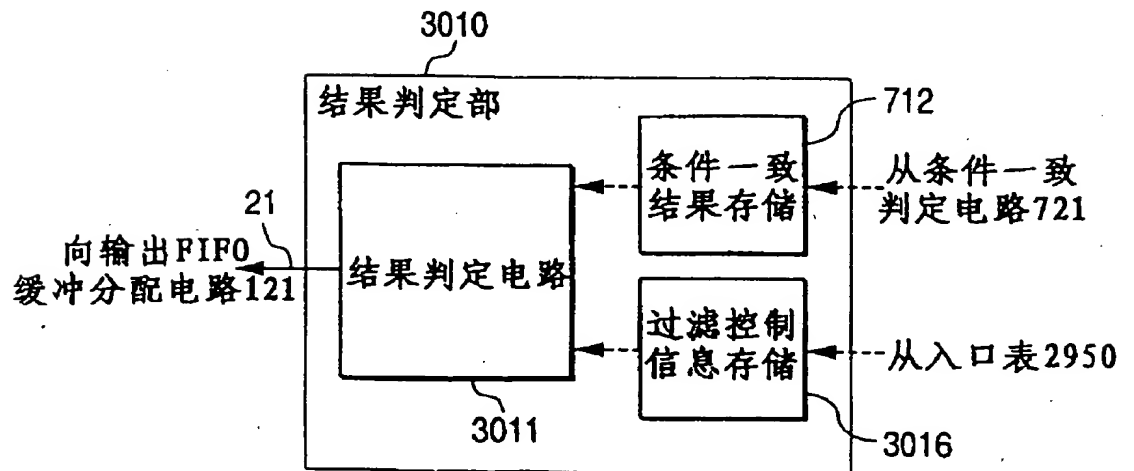 3010
结果判定部
712
条件一致
结果存储
从条件一致
判定电路721
21
向输出FIFO
缓冲分配电路121
结果判定电路
过滤控制
信息存储
从入口表2950
3011
3016